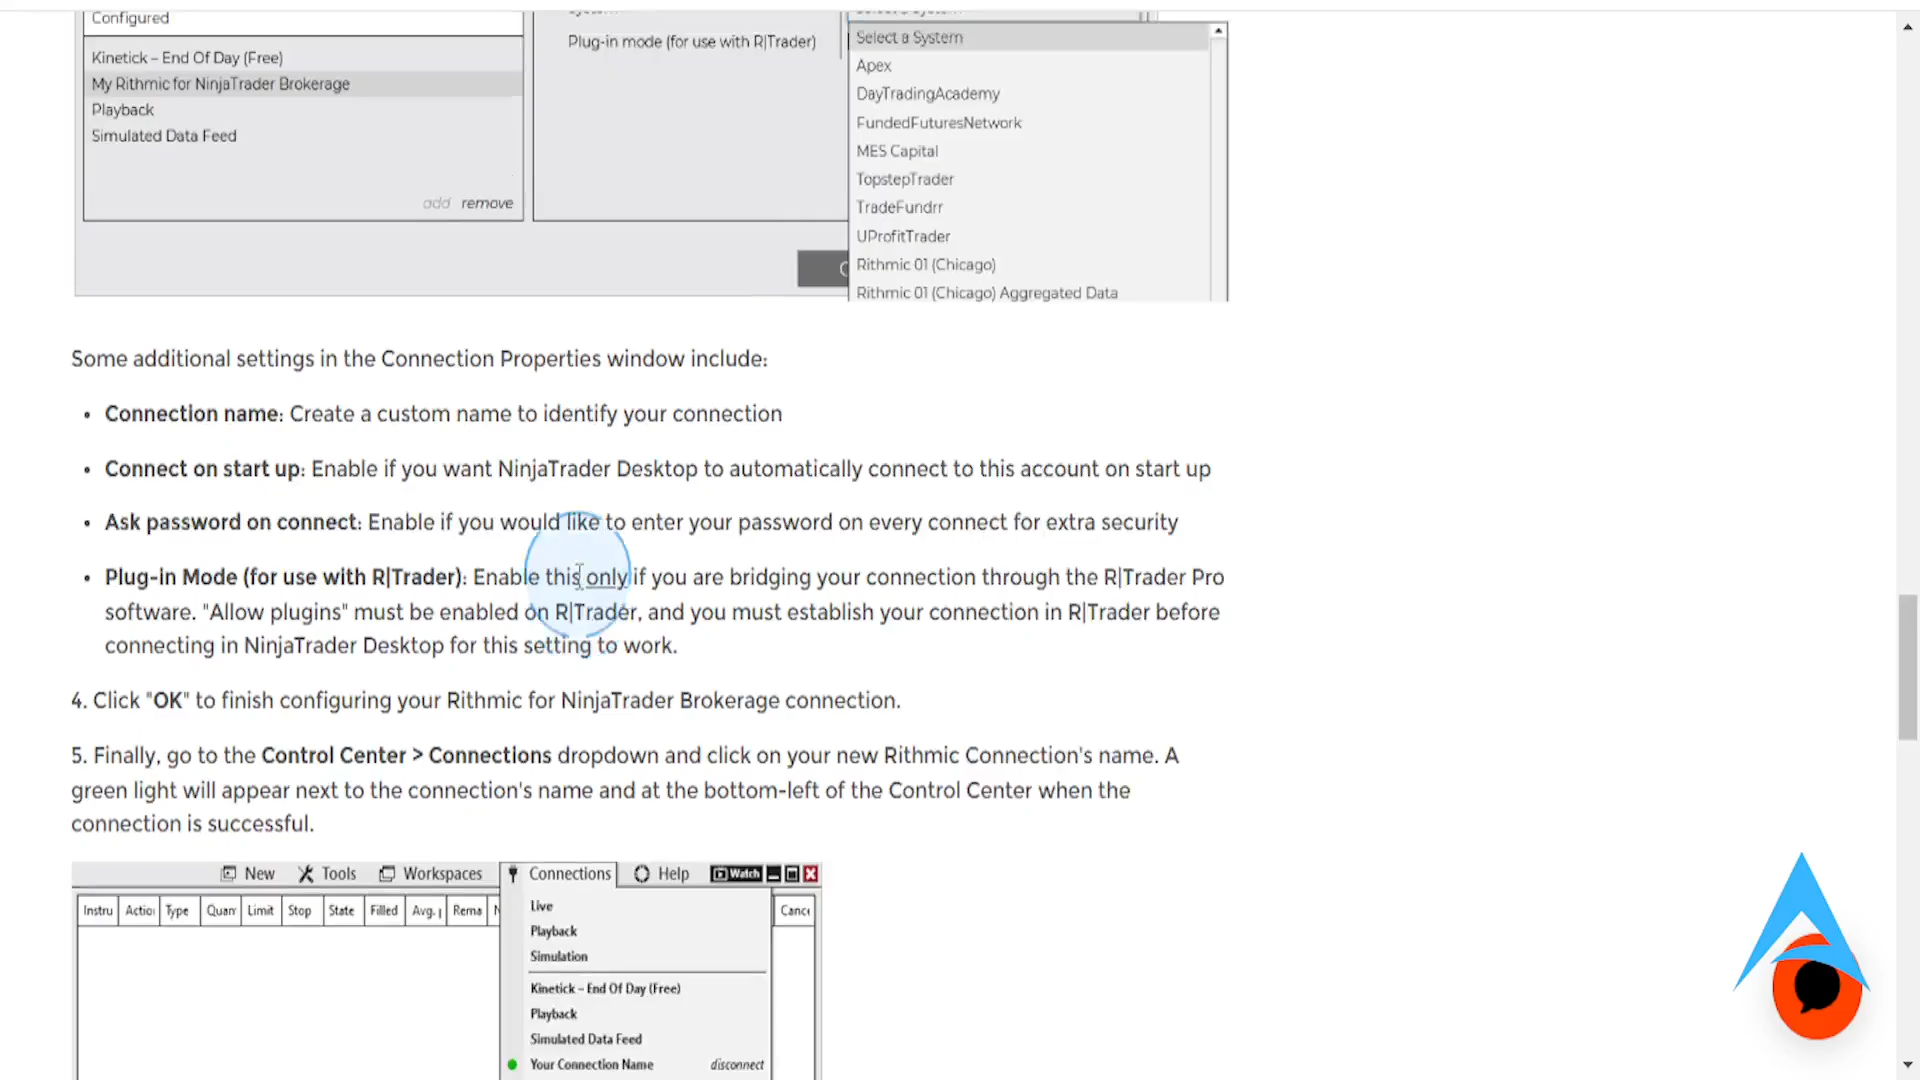 Configured
Kinetick – End Of Day (Free)
My Rithmic for NinjaTrader Brokerage
Playback
Simulated Data Feed
add remove
Plug-in mode (for use with R|Trader)
Select a System
Apex
DayTradingAcademy
FundedFuturesNetwork
MES Capital
TopstepTrader
TradeFundrr
UProfitTrader
Rithmic 01 (Chicago)
Rithmic 01 (Chicago) Aggregated Data
Some additional settings in the Connection Properties window include:
• Connection name: Create a custom name to identify your connection
• Connect on start up: Enable if you want NinjaTrader Desktop to automatically connect to this account on start up
• Ask password on connect: Enable if you would like to enter your password on every connect for extra security
• Plug-in Mode (for use with R|Trader): Enable this only if you are bridging your connection through the R|Trader Pro
software. "Allow plugins" must be enabled on R|Trader, and you must establish your connection in R|Trader before
connecting in NinjaTrader Desktop for this setting to work.
4. Click "OK" to finish configuring your Rithmic for NinjaTrader Brokerage connection.
5. Finally, go to the Control Center > Connections dropdown and click on your new Rithmic Connection's name. A
green light will appear next to the connection's name and at the bottom-left of the Control Center when the
connection is successful.
New Tools Workspaces Connections Help Watch
Instru Action Type Quan Limit Stop State Filled Avg. Rema N Cance
Live
Playback
Simulation
Kinetick – End Of Day (Free)
Playback
Simulated Data Feed
Your Connection Name disconnect